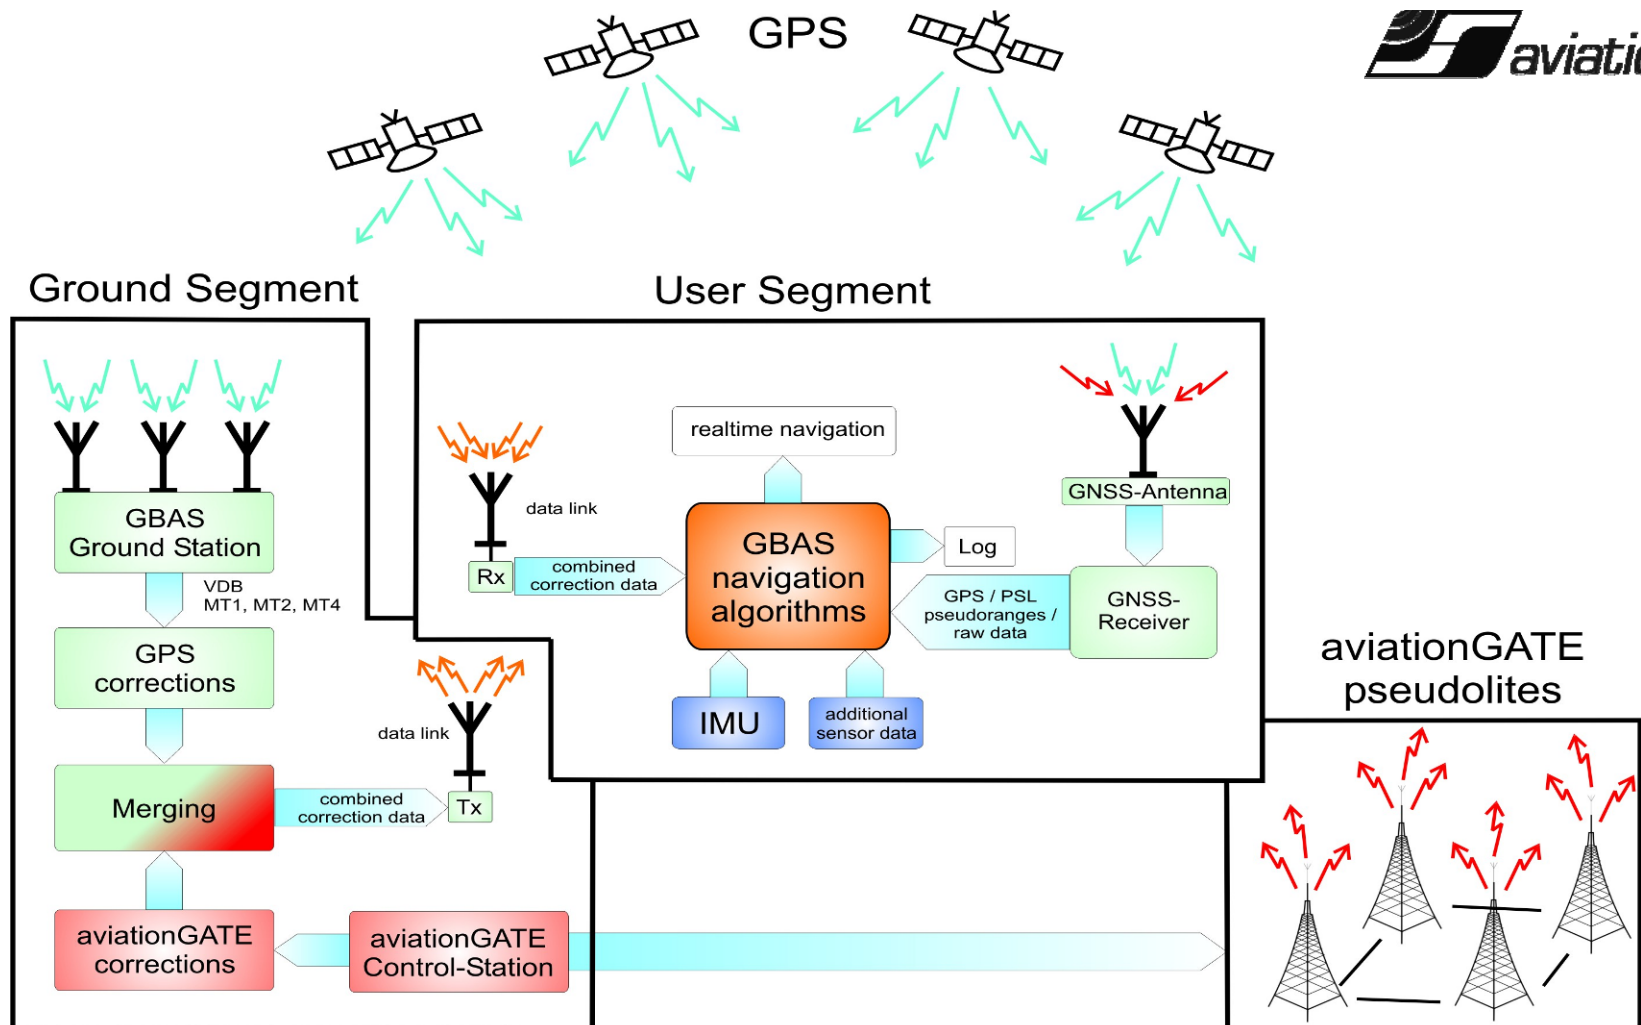 GPS
aviatio
Ground Segment
User Segment
realtime navigation
data link
GNSS-Antenna
GBAS
Ground Station
GBAS
navigation
algorithms
Log
Rx
combined
correction data
GPS / PSL
pseudoranges /
raw data
GNSS-
Receiver
VDB
MT1, MT2, MT4
GPS
corrections
IMU
additional
sensor data
aviationGATE
pseudolites
data link
Merging
combined
correction data
Tx
aviationGATE
corrections
aviationGATE
Control-Station